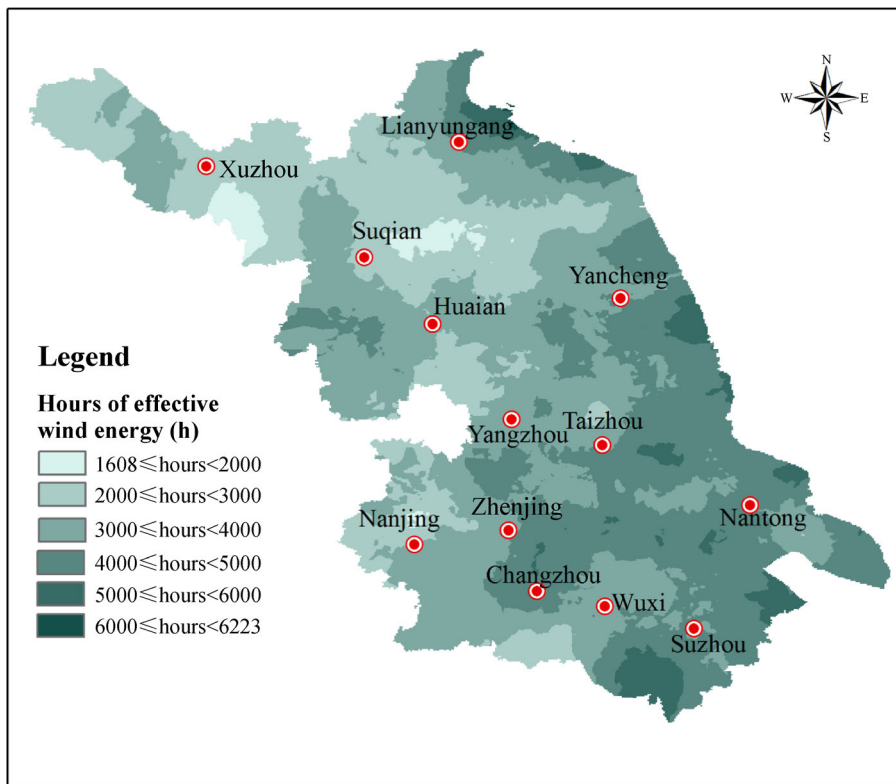 N
W E
S
Lianyungang
Xuzhou
Suqian
Yancheng
Huaian
Yangzhou
Taizhou
Zhenjing
Nanjing
Nantong
Changzhou
Wuxi
Suzhou
Legend
Hours of effective
wind energy (h)
1608⩽hours<2000
2000⩽hours<3000
3000⩽hours<4000
4000⩽hours<5000
5000⩽hours<6000
6000⩽hours<6223